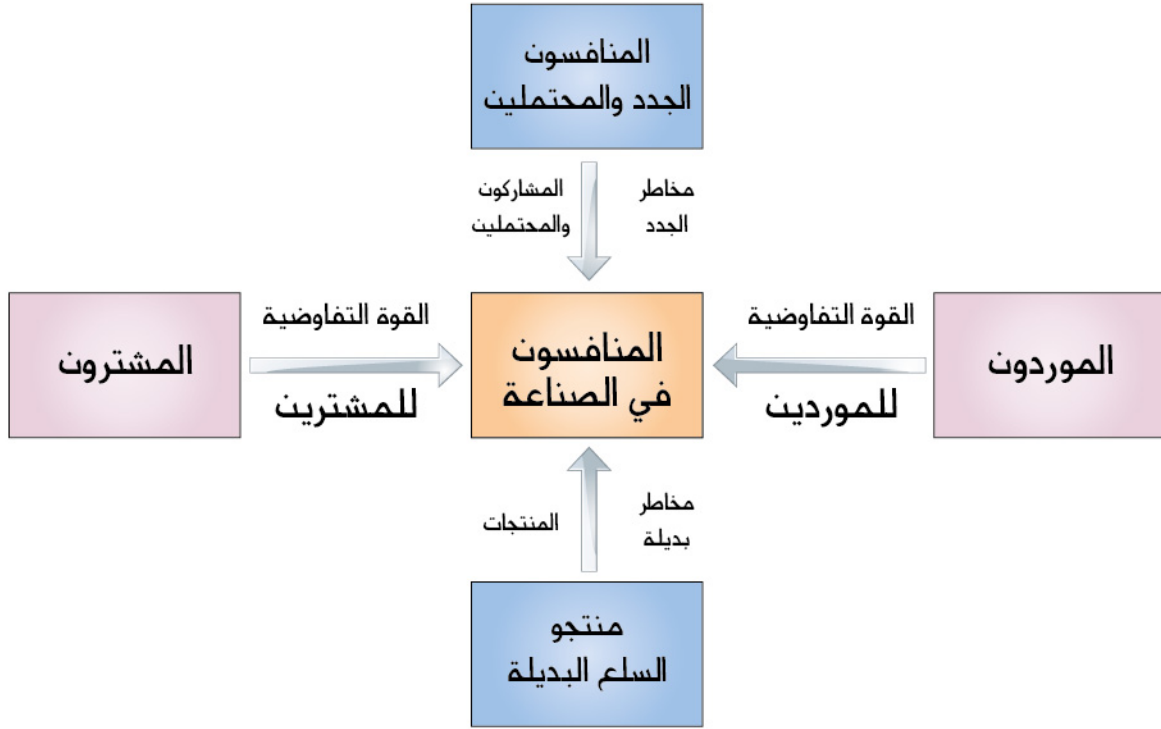 المنافسون
الجدد والمحتملين
مخاطر
الجدد
المشاركون
والمحتملين
الموردون
القوة التفاوضية
للموردين
المنافسون
في الصناعة
القوة التفاوضية
للمشترين
المشترون
مخاطر
بديلة
المنتجات
منتجو
السلع البديلة